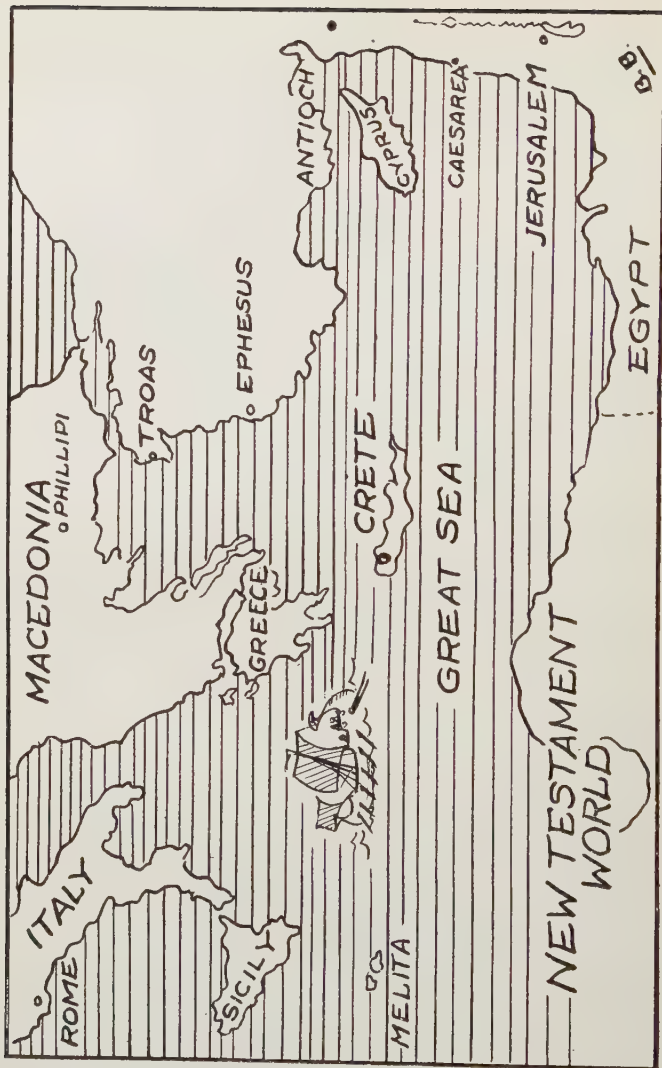 MACEDONIA
PHILLIPI
TROAS
EPHESUS
ANTIOCH
CYPRUS
CAESAREA
JERUSALEM
ITALY
ROME
SICILY
GREECE
CRETE
GREAT SEA
MELITA
NEW TESTAMENT
WORLD
EGYPT
B.B.